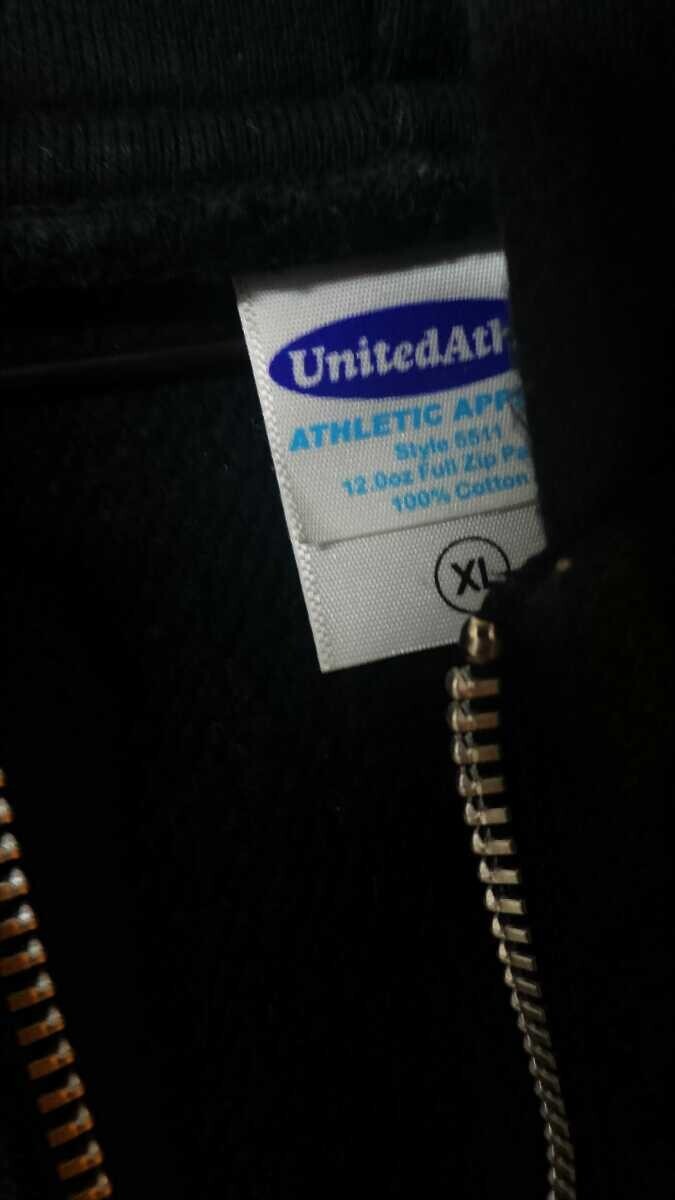 UnitedAth
ATHLETIC APP
Style 5511
12.0oz Full Zip Pa
100% Cotton
XL